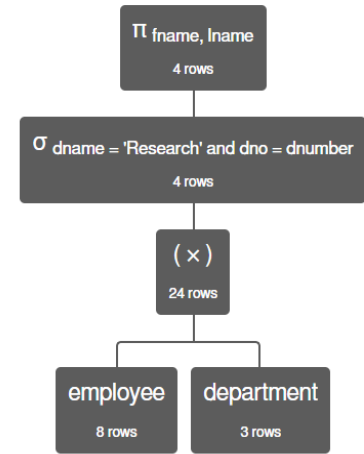 π fname, lname
4 rows
σ dname = 'Research' and dno = dnumber
4 rows
( × )
24 rows
employee
8 rows
department
3 rows